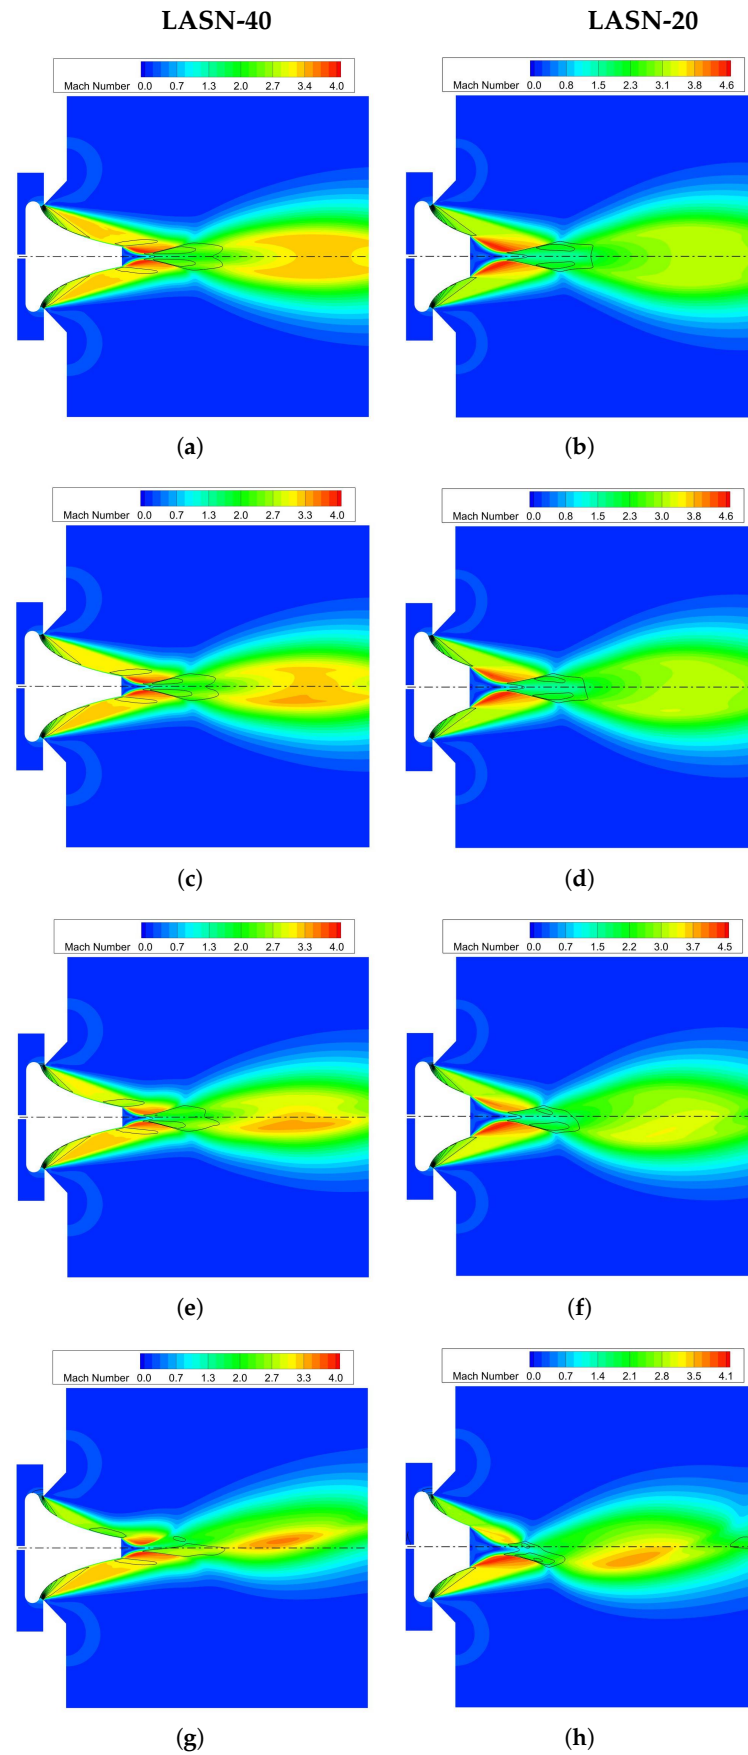 LASN-40 LASN-20
Mach Number 0.0 0.7 1.3 2.0 2.7 3.4 4.0
Mach Number 0.0 0.8 1.5 2.3 3.1 3.8 4.6
(a) (b)
Mach Number 0.0 0.7 1.3 2.0 2.7 3.3 4.0
Mach Number 0.0 0.8 1.5 2.3 3.0 3.8 4.6
(c) (d)
Mach Number 0.0 0.7 1.3 2.0 2.7 3.3 4.0
Mach Number 0.0 0.7 1.5 2.2 3.0 3.7 4.5
(e) (f)
Mach Number 0.0 0.7 1.3 2.0 2.7 3.3 4.0
Mach Number 0.0 0.7 1.4 2.1 2.8 3.5 4.1
(g) (h)